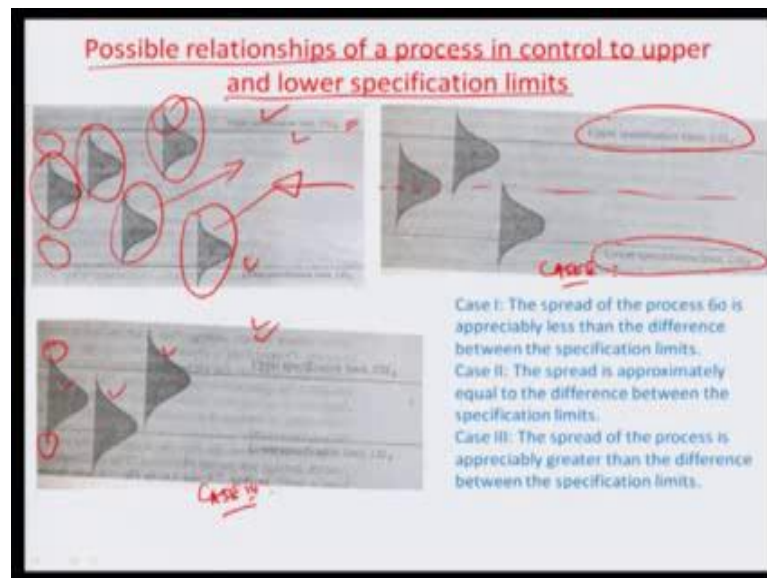 Possible relationships of a process in control to upper
and lower specification limits
Upper specification limit,
Upper specification limit,
Lower specification limit,
CASE II
Upper specification limit,
Lower specification limit,
CASE III
Case I: The spread of the process 6σ is
appreciably less than the difference
between the specification limits.
Case II: The spread is approximately
equal to the difference between the
specification limits.
Case III: The spread of the process is
appreciably greater than the difference
between the specification limits.